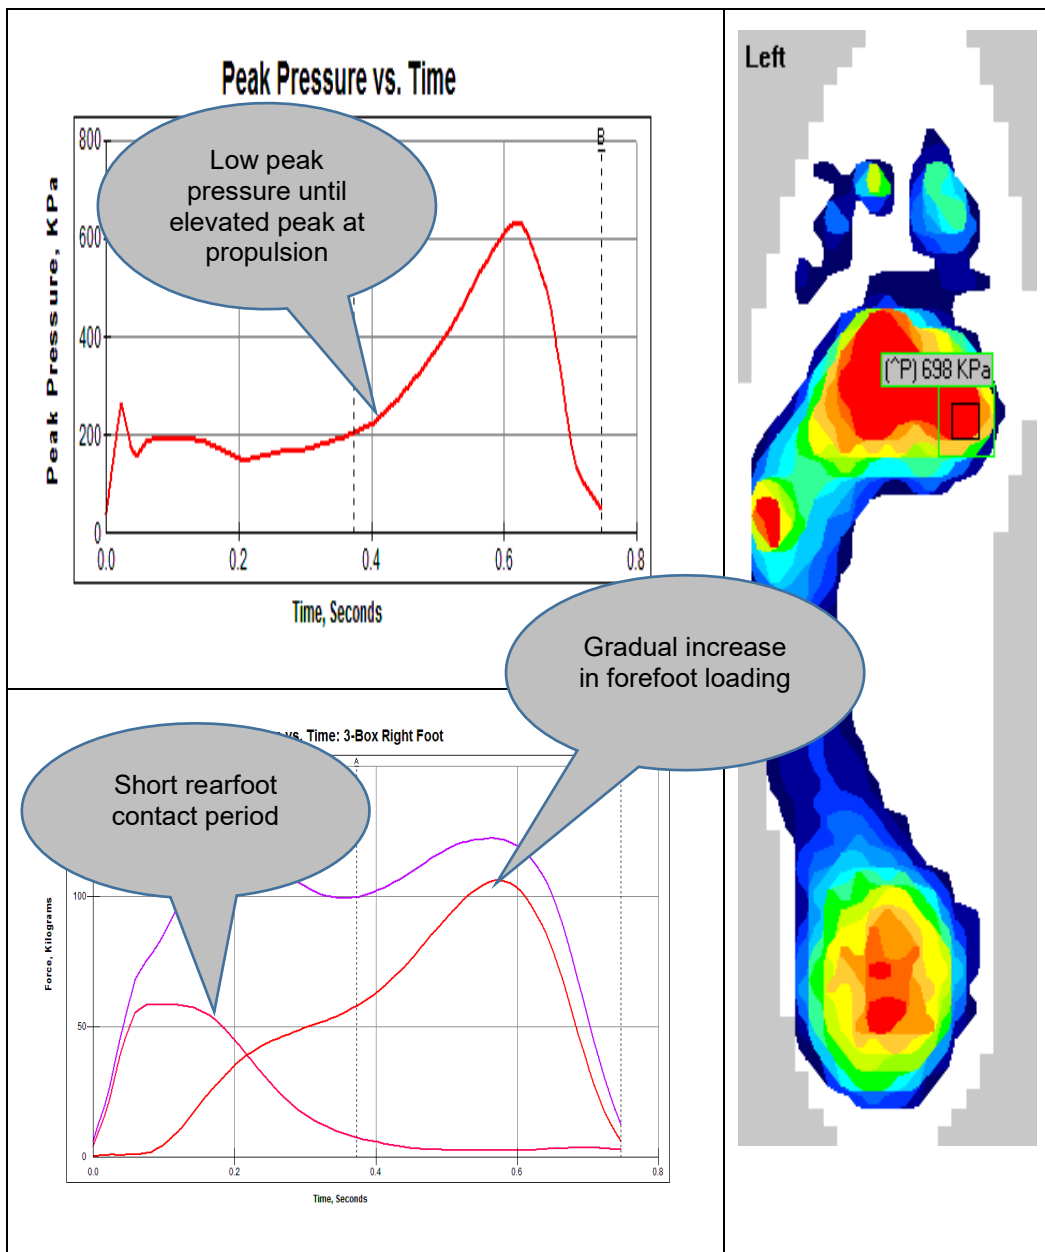 Peak Pressure vs. Time
Peak Pressure, KPa
800
600
400
200
0
B
Low peak
pressure until
elevated peak at
propulsion
0.0
0.2
0.4
0.6
0.8
Time, Seconds
Left
(^P) 698 KPa
Gradual increase
in forefoot loading
vs. Time: 3-Box Right Foot
A
Short rearfoot
contact period
Force, Kilograms
100
50
0
0.0
0.2
0.4
0.6
0.8
Time, Seconds